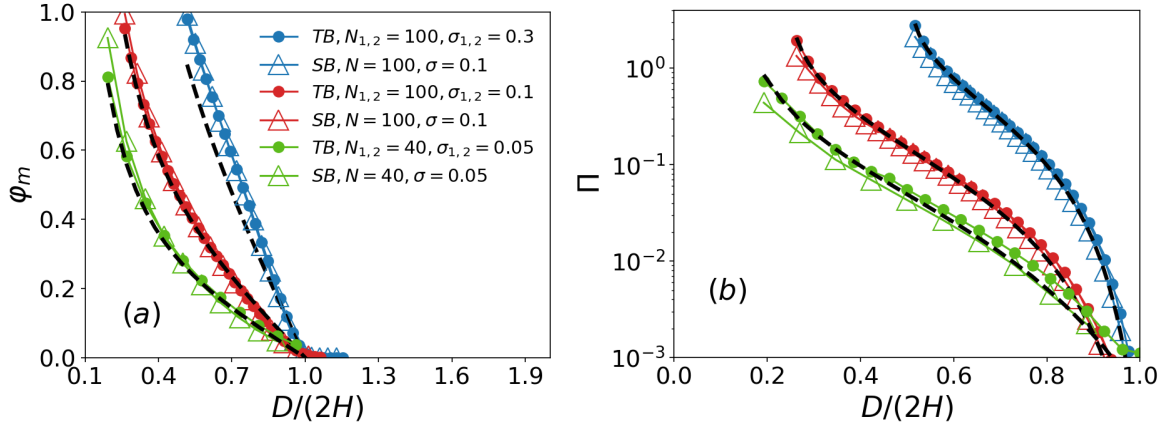 1.0
0.8
0.6
0.4
0.2
0.0
φm
TB, N1,2 = 100, σ1,2 = 0.3
SB, N = 100, σ = 0.1
TB, N1,2 = 100, σ1,2 = 0.1
SB, N = 100, σ = 0.1
TB, N1,2 = 40, σ1,2 = 0.05
SB, N = 40, σ = 0.05
(a)
0.1 0.4 0.7 1.0 1.3 1.6 1.9
D/(2H)
10⁰
10⁻¹
10⁻²
10⁻³
Π
(b)
0.0 0.2 0.4 0.6 0.8 1.0
D/(2H)